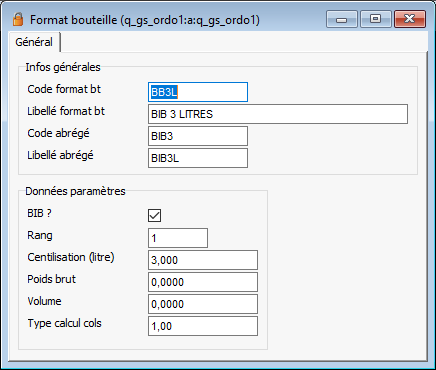 Format bouteille (q_gs_ordo1:a:q_gs_ordo1)
Général
Infos générales
Code format bt BB3L
Libellé format bt BIB 3 LITRES
Code abrégé BIB3
Libellé abrégé BIB3L
Données paramètres
BIB ?
Rang 1
Centilisation (litre) 3,000
Poids brut 0,0000
Volume 0,0000
Type calcul cols 1,00